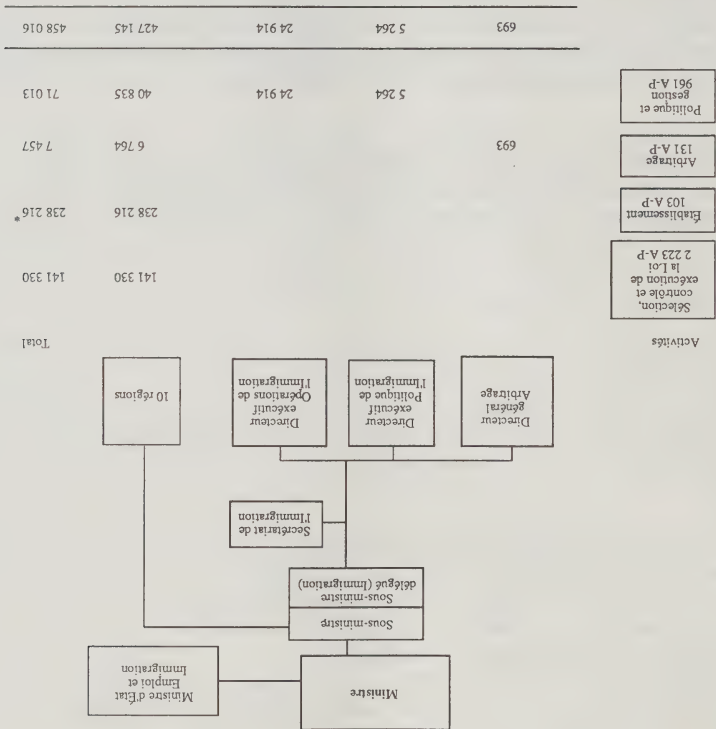 Ministre
Ministre d'État
Emploi et
Immigration
Sous-ministre
Sous-ministre
délégué (Immigration)
Secrétariat de
l'Immigration
Directeur
général
Arbitrage
Directeur
exécutif
Politique de
l'Immigration
Directeur
exécutif
Opérations de
l'Immigration
10 régions
Activités Total
Sélection,
contrôle et
exécution de
la Loi
2 223 A-P
141 330 141 330
Établissement
103 A-P
238 216 238 216*
Arbitrage
131 A-P
693 6 764 7 457
Politique et
gestion
961 A-P
5 264 24 914 40 835 71 013
693 5 264 24 914 427 145 458 016